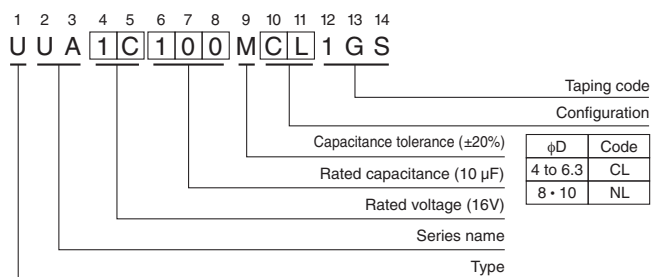 1 2 3 4 5 6 7 8 9 10 11 12 13 14
U U A 1 C 1 0 0 M C L 1 G S
Taping code
Configuration
Capacitance tolerance (±20%)
Rated capacitance (10 µF)
Rated voltage (16V)
Series name
Type
ϕD Code
4 to 6.3 CL
8 • 10 NL